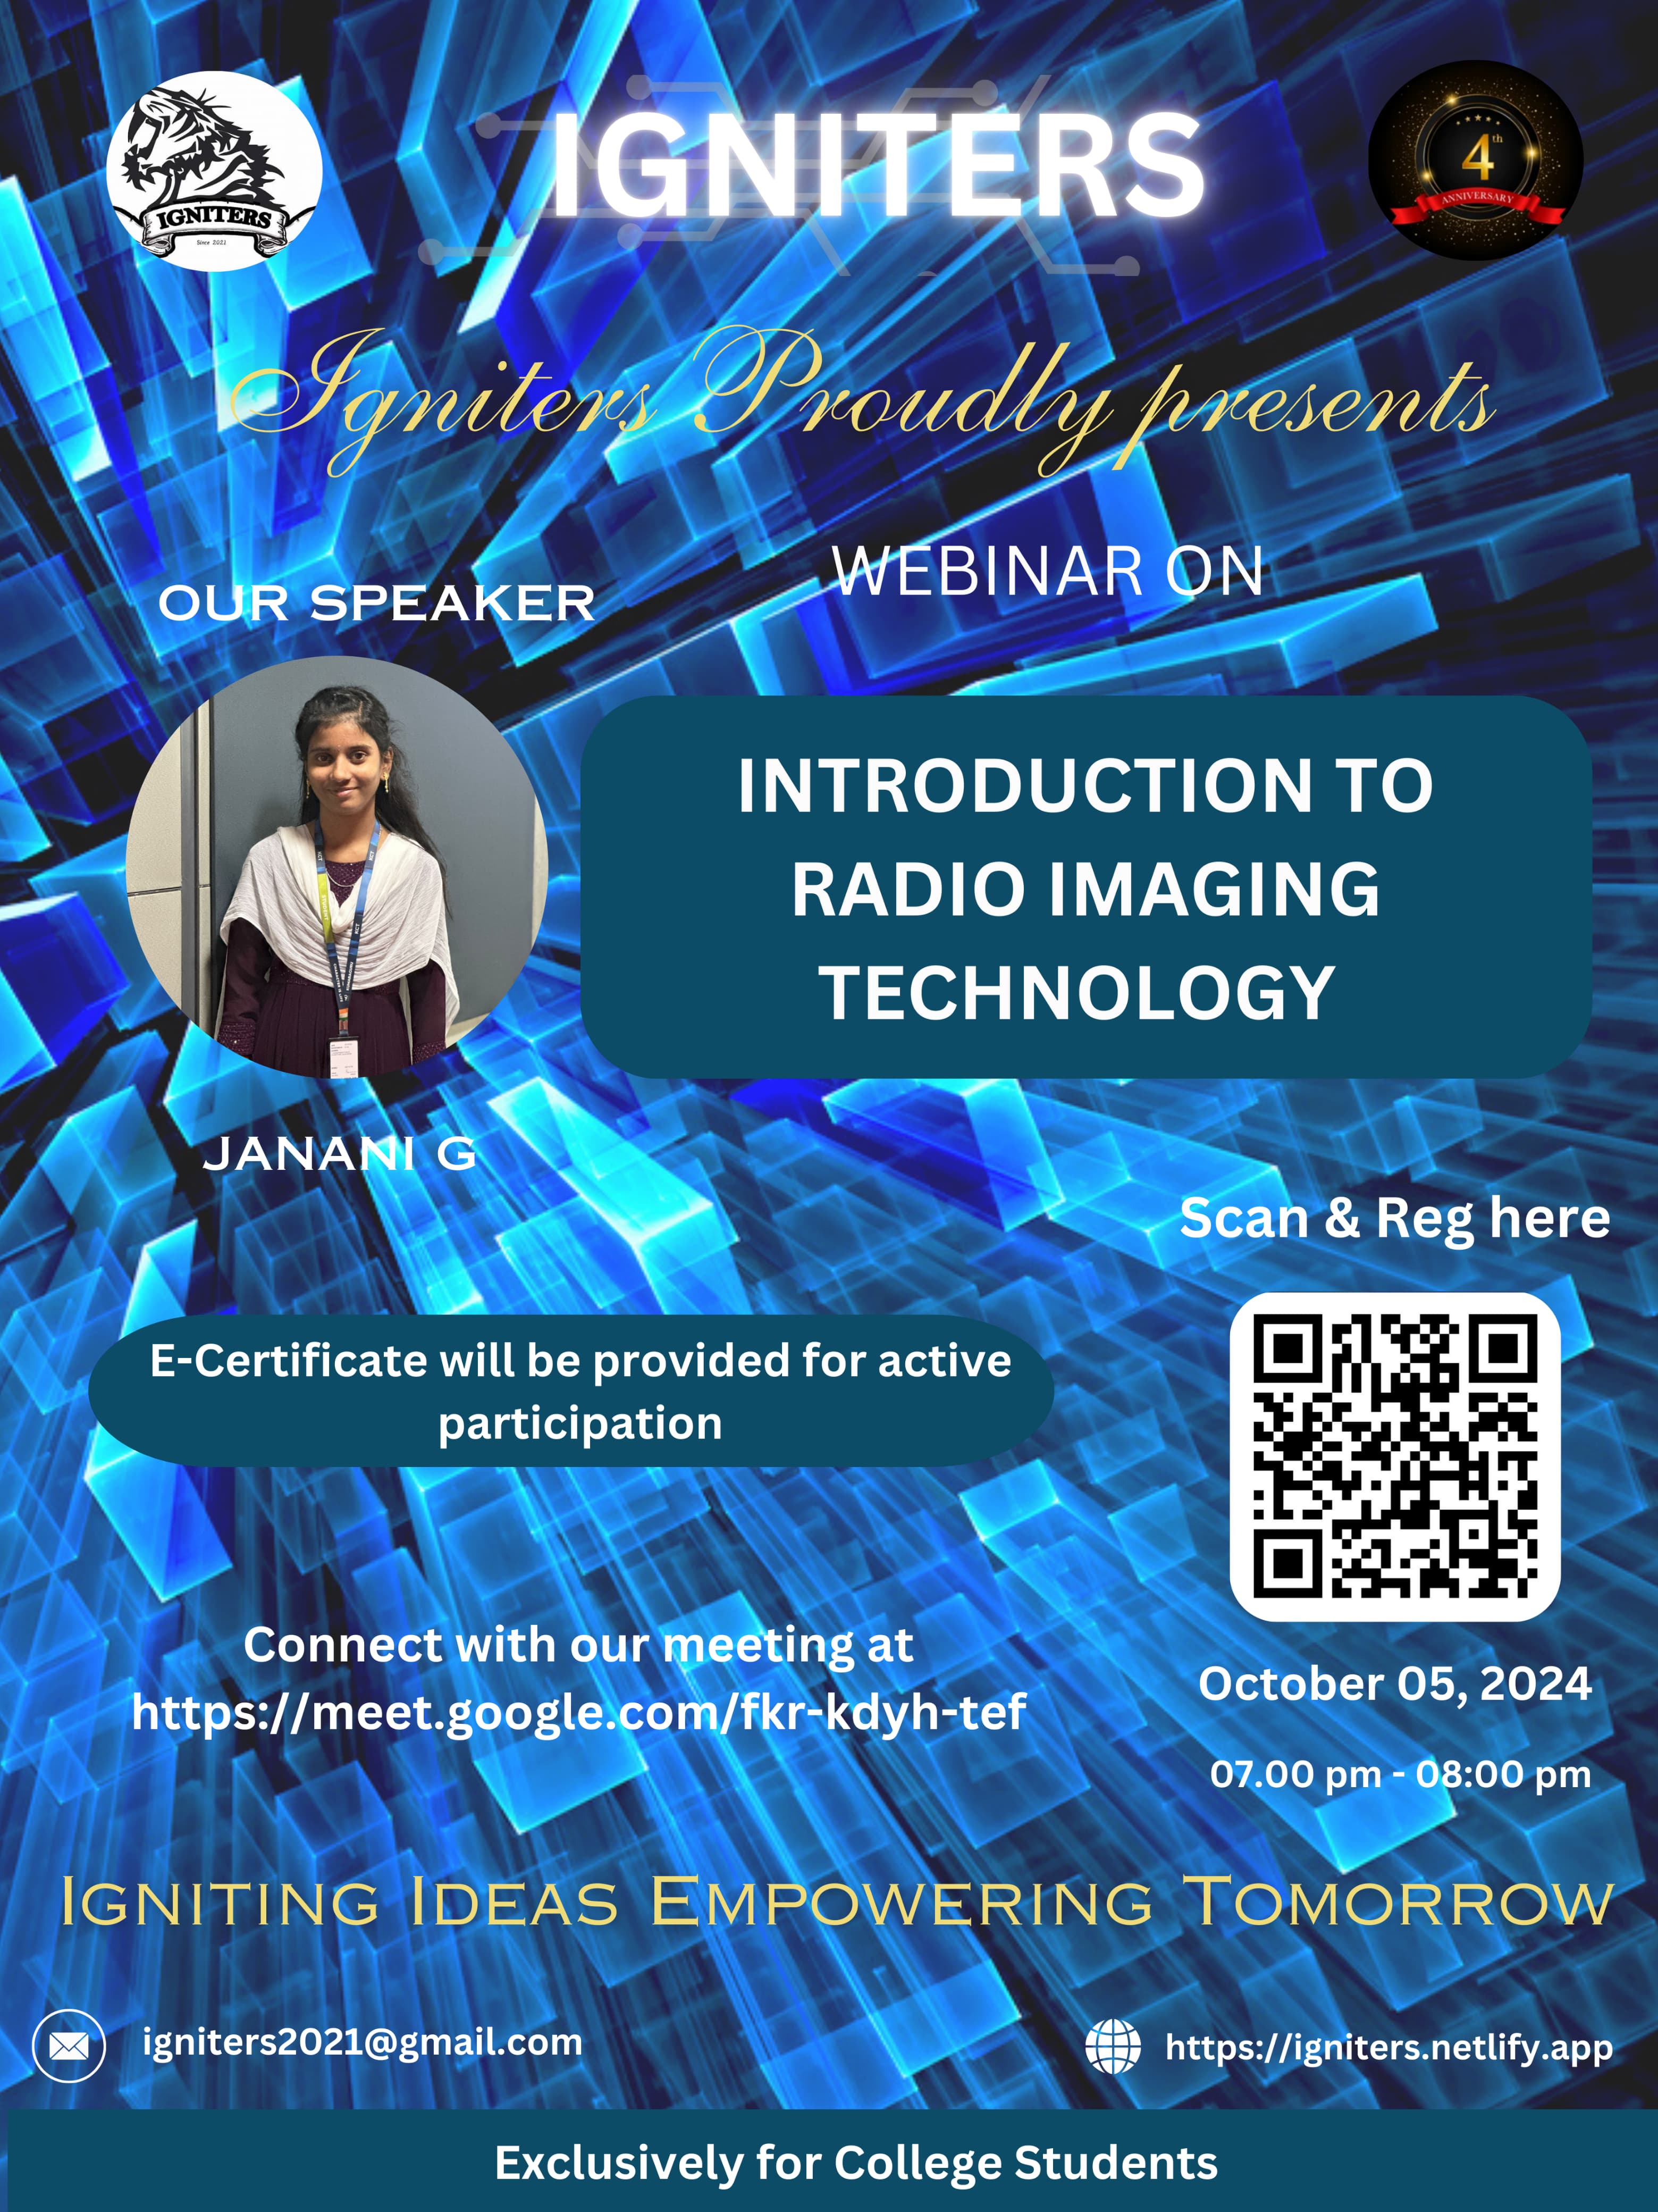 IGNITERS
Since 2021
IGNITERS
4th
ANNIVERSARY
Igniters Proudly presents
OUR SPEAKER
WEBINAR ON
INTRODUCTION TO
RADIO IMAGING
TECHNOLOGY
JANANI G
Scan & Reg here
E-Certificate will be provided for active
participation
Connect with our meeting at
https://meet.google.com/fkr-kdyh-tef
October 05, 2024
07.00 pm - 08:00 pm
IGNITING IDEAS EMPOWERING TOMORROW
igniters2021@gmail.com
https://igniters.netlify.app
Exclusively for College Students